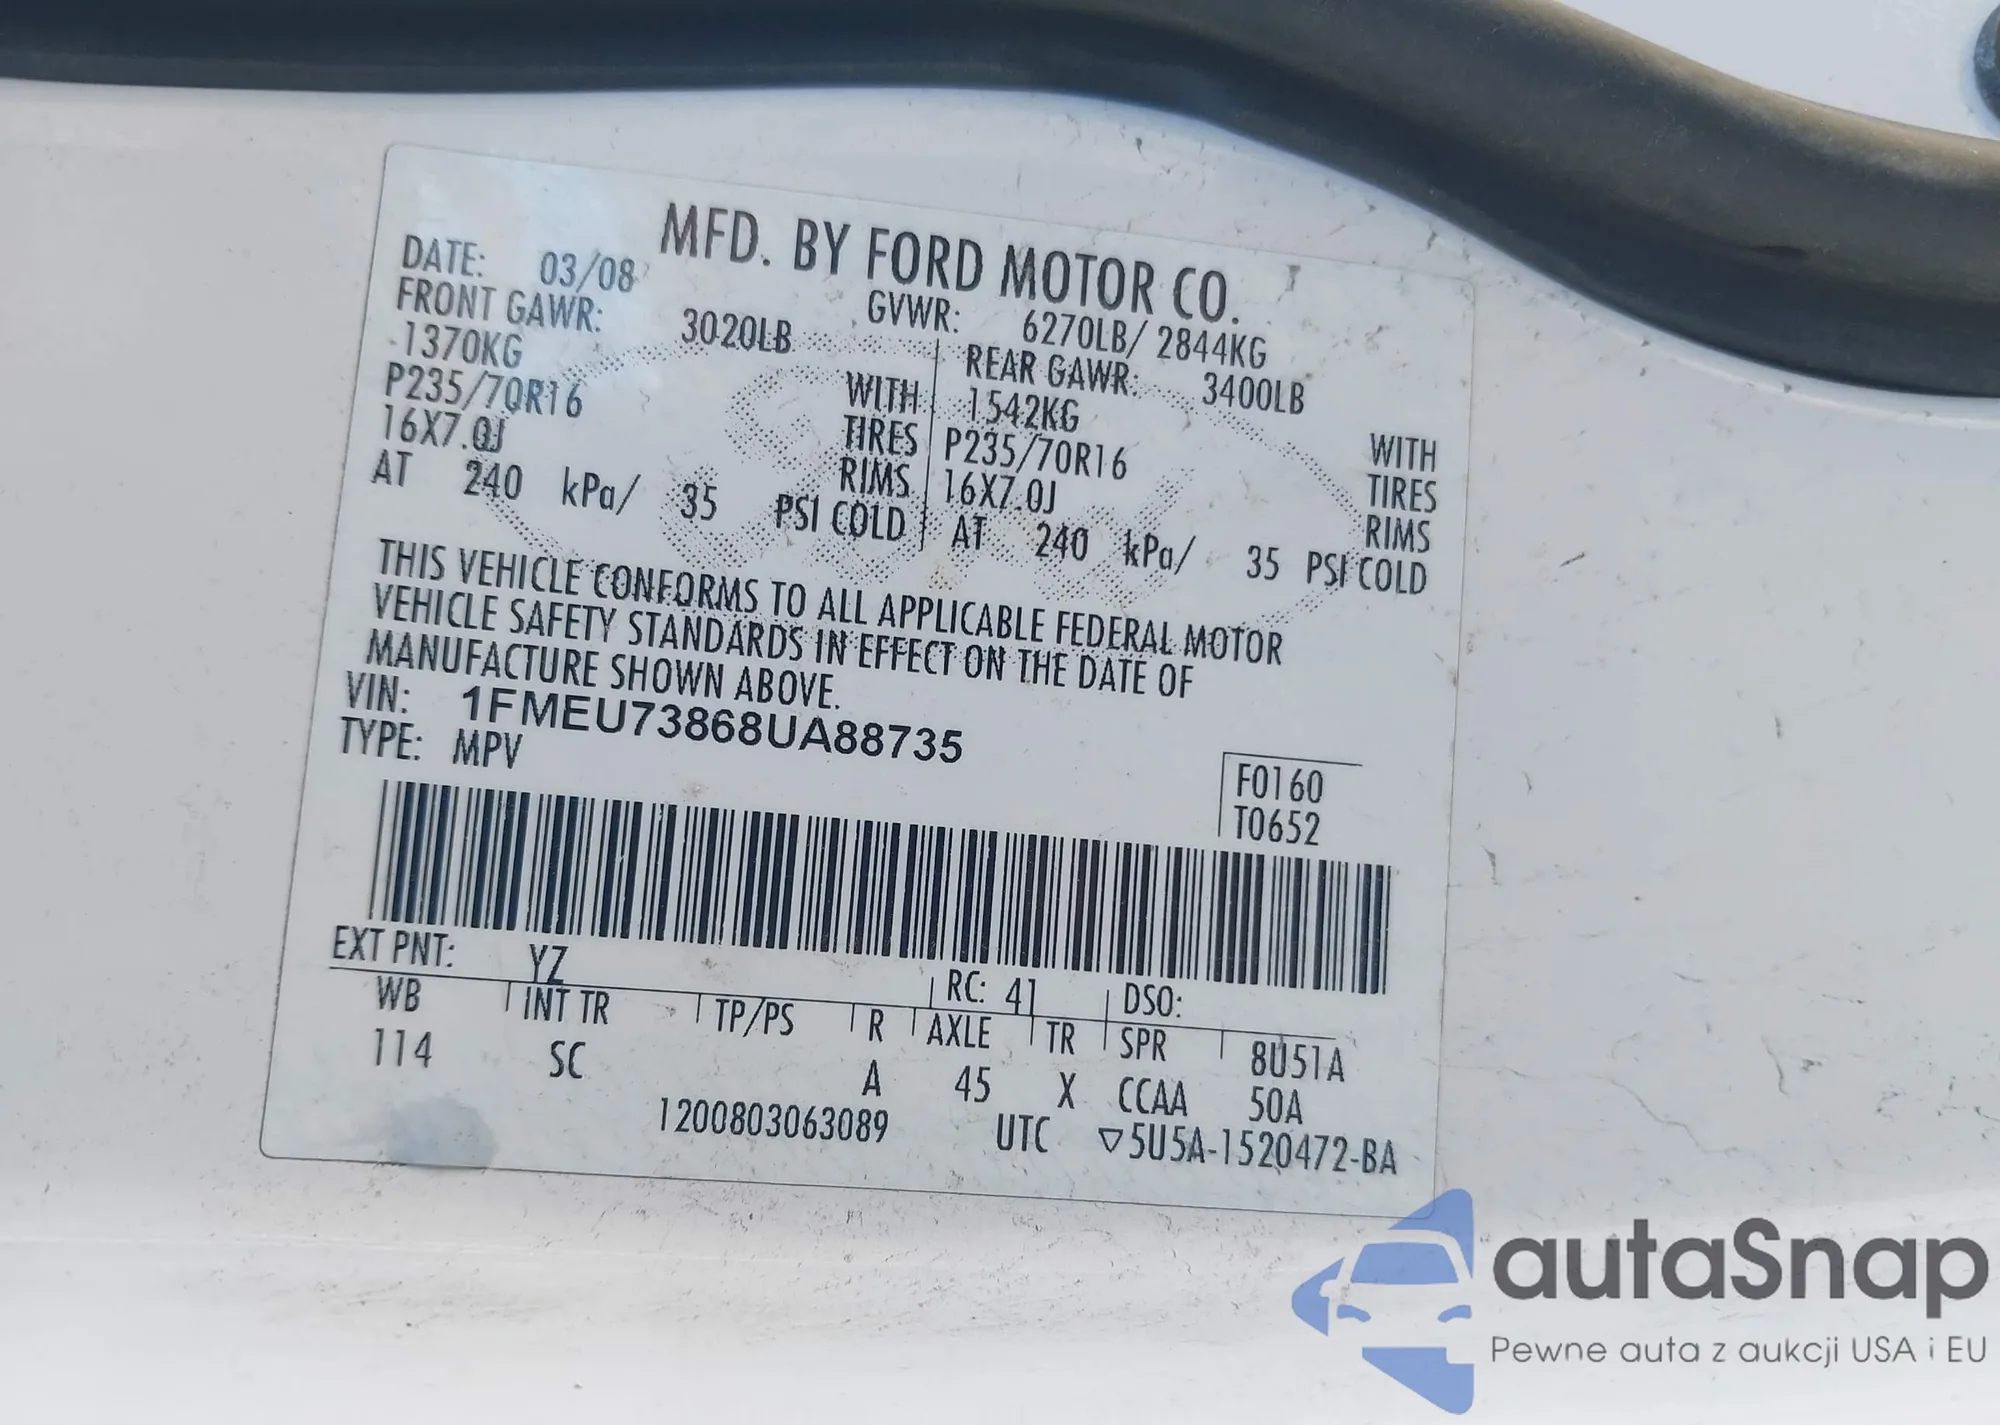 MFD. BY FORD MOTOR CO.
DATE: 03/08 GVWR: 6270LB/ 2844KG
FRONT GAWR: 3020LB REAR GAWR: 3400LB
1370KG WITH 1542KG WITH
P235/70R16 TIRES P235/70R16 TIRES
16X7.0J RIMS 16X7.0J RIMS
AT 240 kPa/ 35 PSI COLD AT 240 kPa/ 35 PSI COLD
THIS VEHICLE CONFORMS TO ALL APPLICABLE FEDERAL MOTOR
VEHICLE SAFETY STANDARDS IN EFFECT ON THE DATE OF
MANUFACTURE SHOWN ABOVE.
VIN: 1FMEU73868UA88735
TYPE: MPV
F0160
T0652
EXT PNT: YZ RC: 41 DSO:
WB INT TR TP/PS R AXLE TR SPR 8U51A
114 SC A 45 X CCAA 50A
1200803063089 UTC ▽5U5A-1520472-BA
autaSnap
Pewne auta z aukcji USA i EU